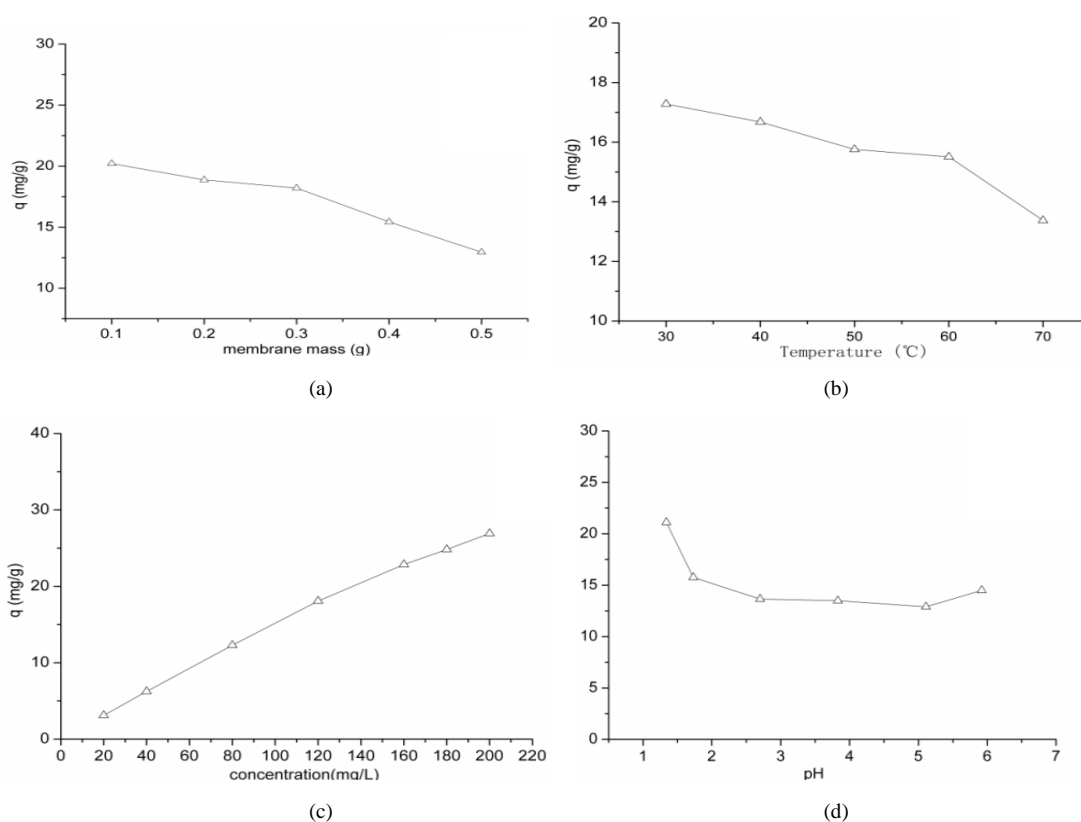 30
25
20
15
10
q (mg/g)
0.1 0.2 0.3 0.4 0.5
membrane mass (g)
(a)
20
18
16
14
12
10
q (mg/g)
30 40 50 60 70
Temperature (℃)
(b)
40
30
20
10
0
q (mg/g)
0 20 40 60 80 100 120 140 160 180 200 220
concentration(mg/L)
(c)
30
25
20
15
10
5
0
q (mg/g)
1 2 3 4 5 6 7
pH
(d)